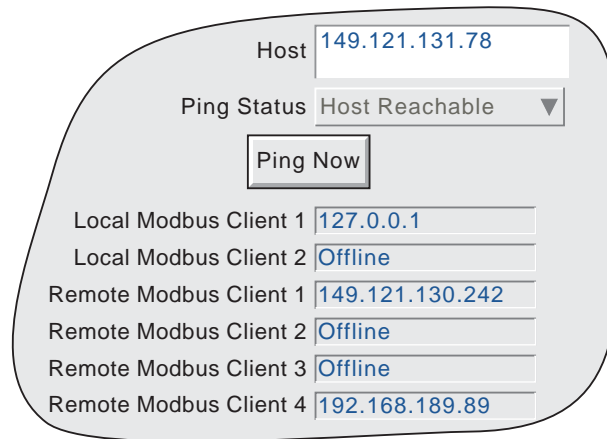 Host 149.121.131.78
Ping Status Host Reachable
Ping Now
Local Modbus Client 1 127.0.0.1
Local Modbus Client 2 Offline
Remote Modbus Client 1 149.121.130.242
Remote Modbus Client 2 Offline
Remote Modbus Client 3 Offline
Remote Modbus Client 4 192.168.189.89